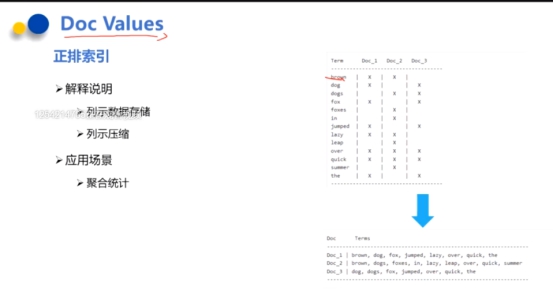 Doc Values
正排索引
➢解释说明
➢列示数据存储
➢列示压缩
➢应用场景
➢聚合统计
Term | Doc_1 | Doc_2 | Doc_3
brown | X | X |
dog | X | | X
dogs | | X | X
fox | X | | X
foxes | | X |
in | | X |
jumped | X | | X
lazy | X | X |
leap | | X |
over | X | X | X
quick | X | X | X
summer | | X |
the | X | | X
Doc Terms
Doc_1 | brown, dog, fox, jumped, lazy, over, quick, the
Doc_2 | brown, dogs, foxes, in, lazy, leap, over, quick, summer
Doc_3 | dog, dogs, fox, jumped, over, quick, the